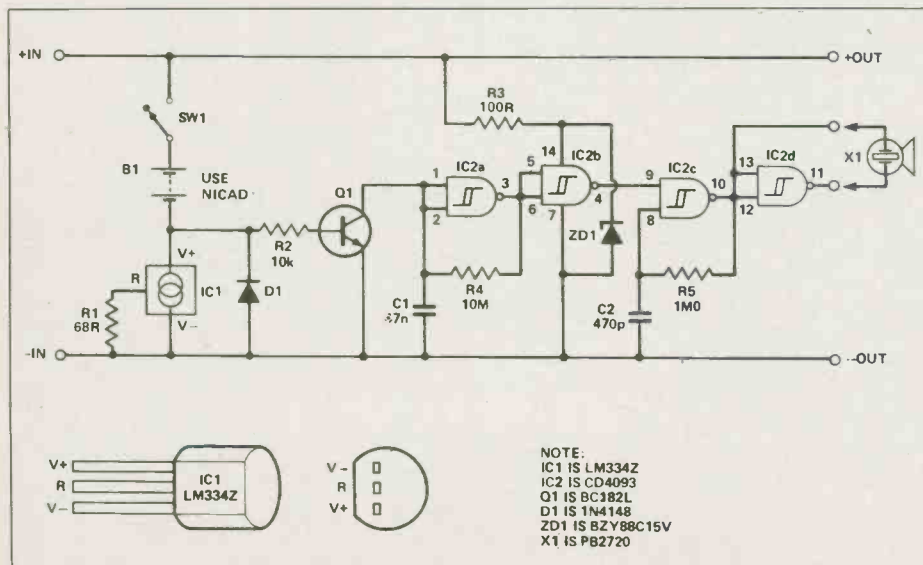 +IN
+OUT
SW1
R3
100R
B1
USE
NICAD
Q1
1
2
IC2a
3
14
5
6
IC2b
7
4
ZD1
9
8
IC2c
10
13
12
IC2d
11
X1
V+
R
IC1
V-
R1
68R
D1
R2
10k
C1
R4
10M
C2
470p
R5
1M0
-IN
-OUT
V+
R
V-
IC1
LM334Z
V-
R
V+
NOTE:
IC1 IS LM334Z
IC2 IS CD4093
Q1 IS BC182L
D1 IS 1N4148
ZD1 IS BZY88C15V
X1 IS PB2720